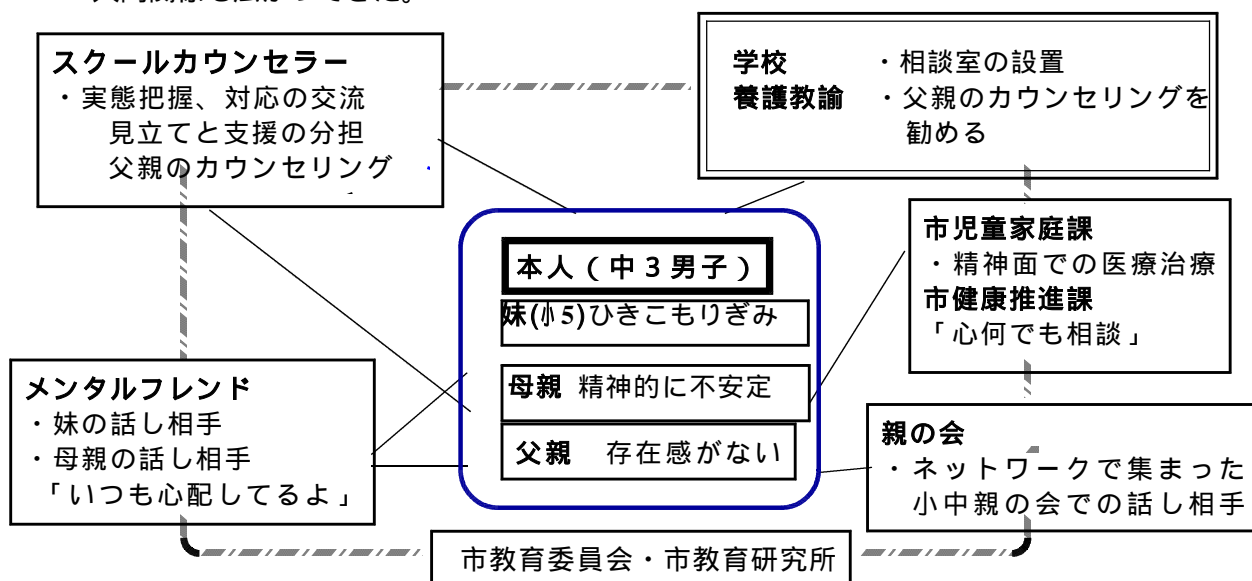 スクールカウンセラー
・実態把握、対応の交流
見立てと支援の分担
父親のカウンセリング
学校 ・相談室の設置
養護教諭 ・父親のカウンセリングを
勧める
本人（中３男子）
妹(小5)ひきこもりぎみ
母親 精神的に不安定
父親 存在感がない
市児童家庭課
・精神面での医療治療
市健康推進課
「心何でも相談」
メンタルフレンド
・妹の話し相手
・母親の話し相手
「いつも心配してるよ」
親の会
・ネットワークで集まった
小中親の会での話し相手
市教育委員会・市教育研究所